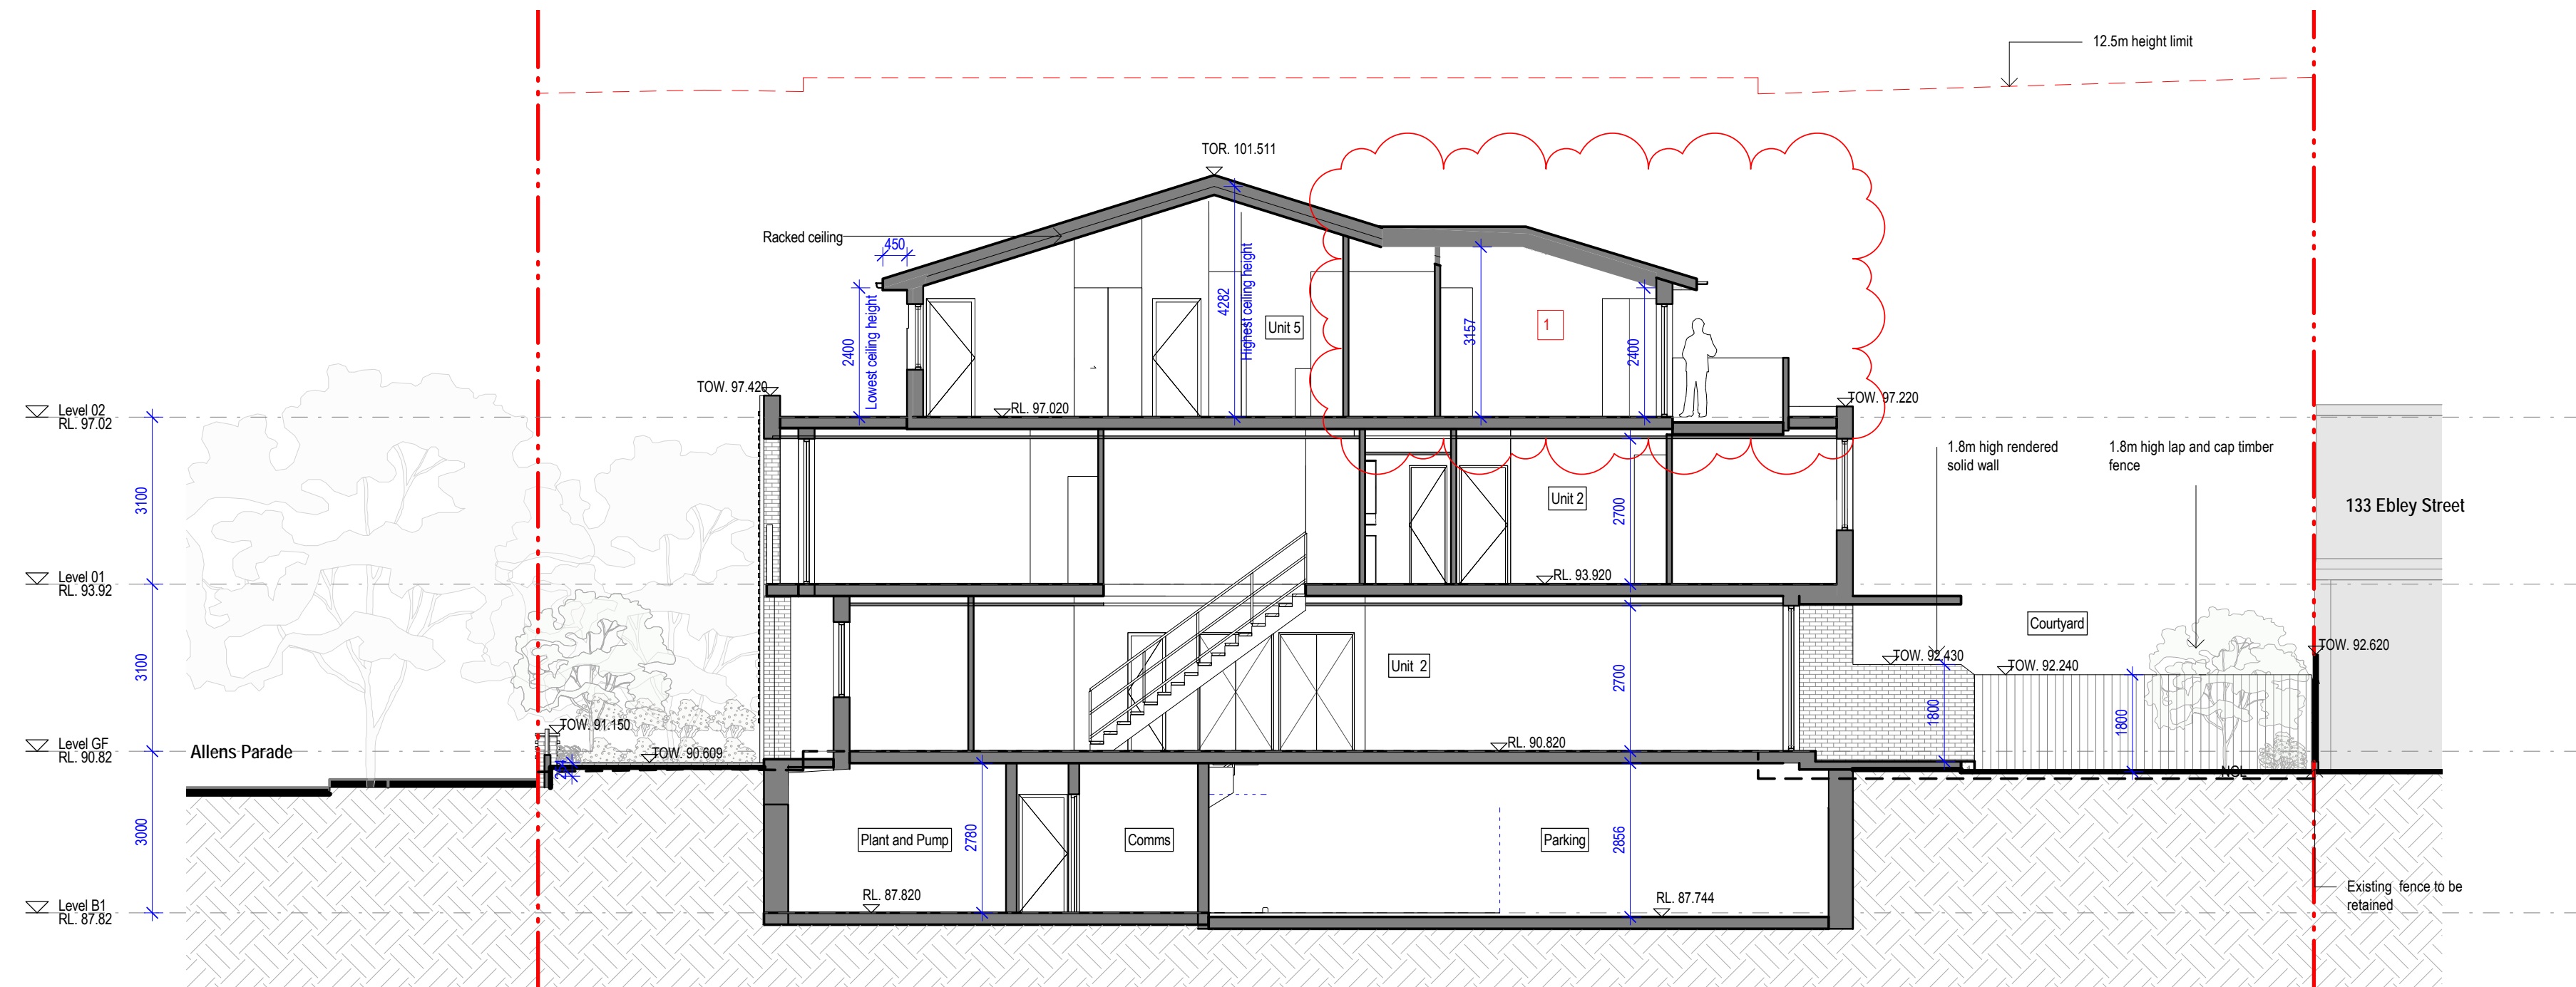 12.5m height limit
TOR. 101.511
Racked ceiling
450
4282
Highest ceiling height
Unit 5
3157
1
2400
2400
Lowest ceiling height
TOW. 97.420
RL. 97.020
TOW. 97.220
Level 02
RL. 97.02
1.8m high rendered
solid wall
1.8m high lap and cap timber
fence
3100
Unit 2
2700
133 Ebley Street
Level 01
RL. 93.92
RL. 93.920
Courtyard
3100
Unit 2
2700
TOW. 92.430
TOW. 92.240
TOW. 92.620
1800
1800
TOW. 91.150
Allens Parade
TOW. 90.609
Level GF
RL. 90.82
RL. 90.820
NGL
3000
Plant and Pump
2780
Comms
2856
Parking
RL. 87.820
RL. 87.744
Level B1
RL. 87.82
Existing fence to be
retained